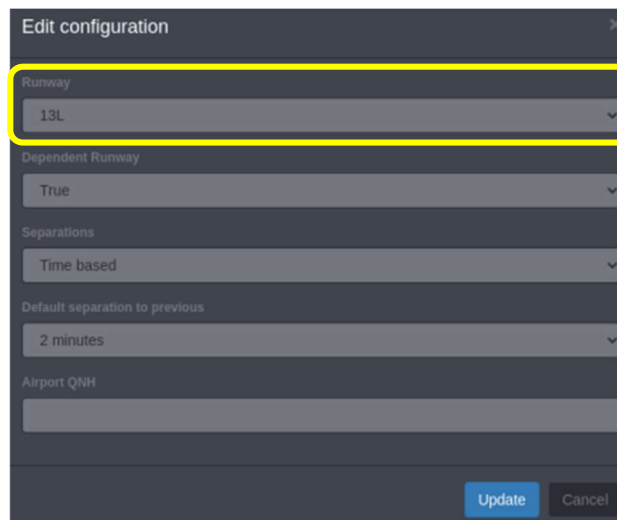 Edit configuration
Runway
13L
Dependent Runway
True
Separations
Time based
Default separation to previous
2 minutes
Airport QNH
Update Cancel